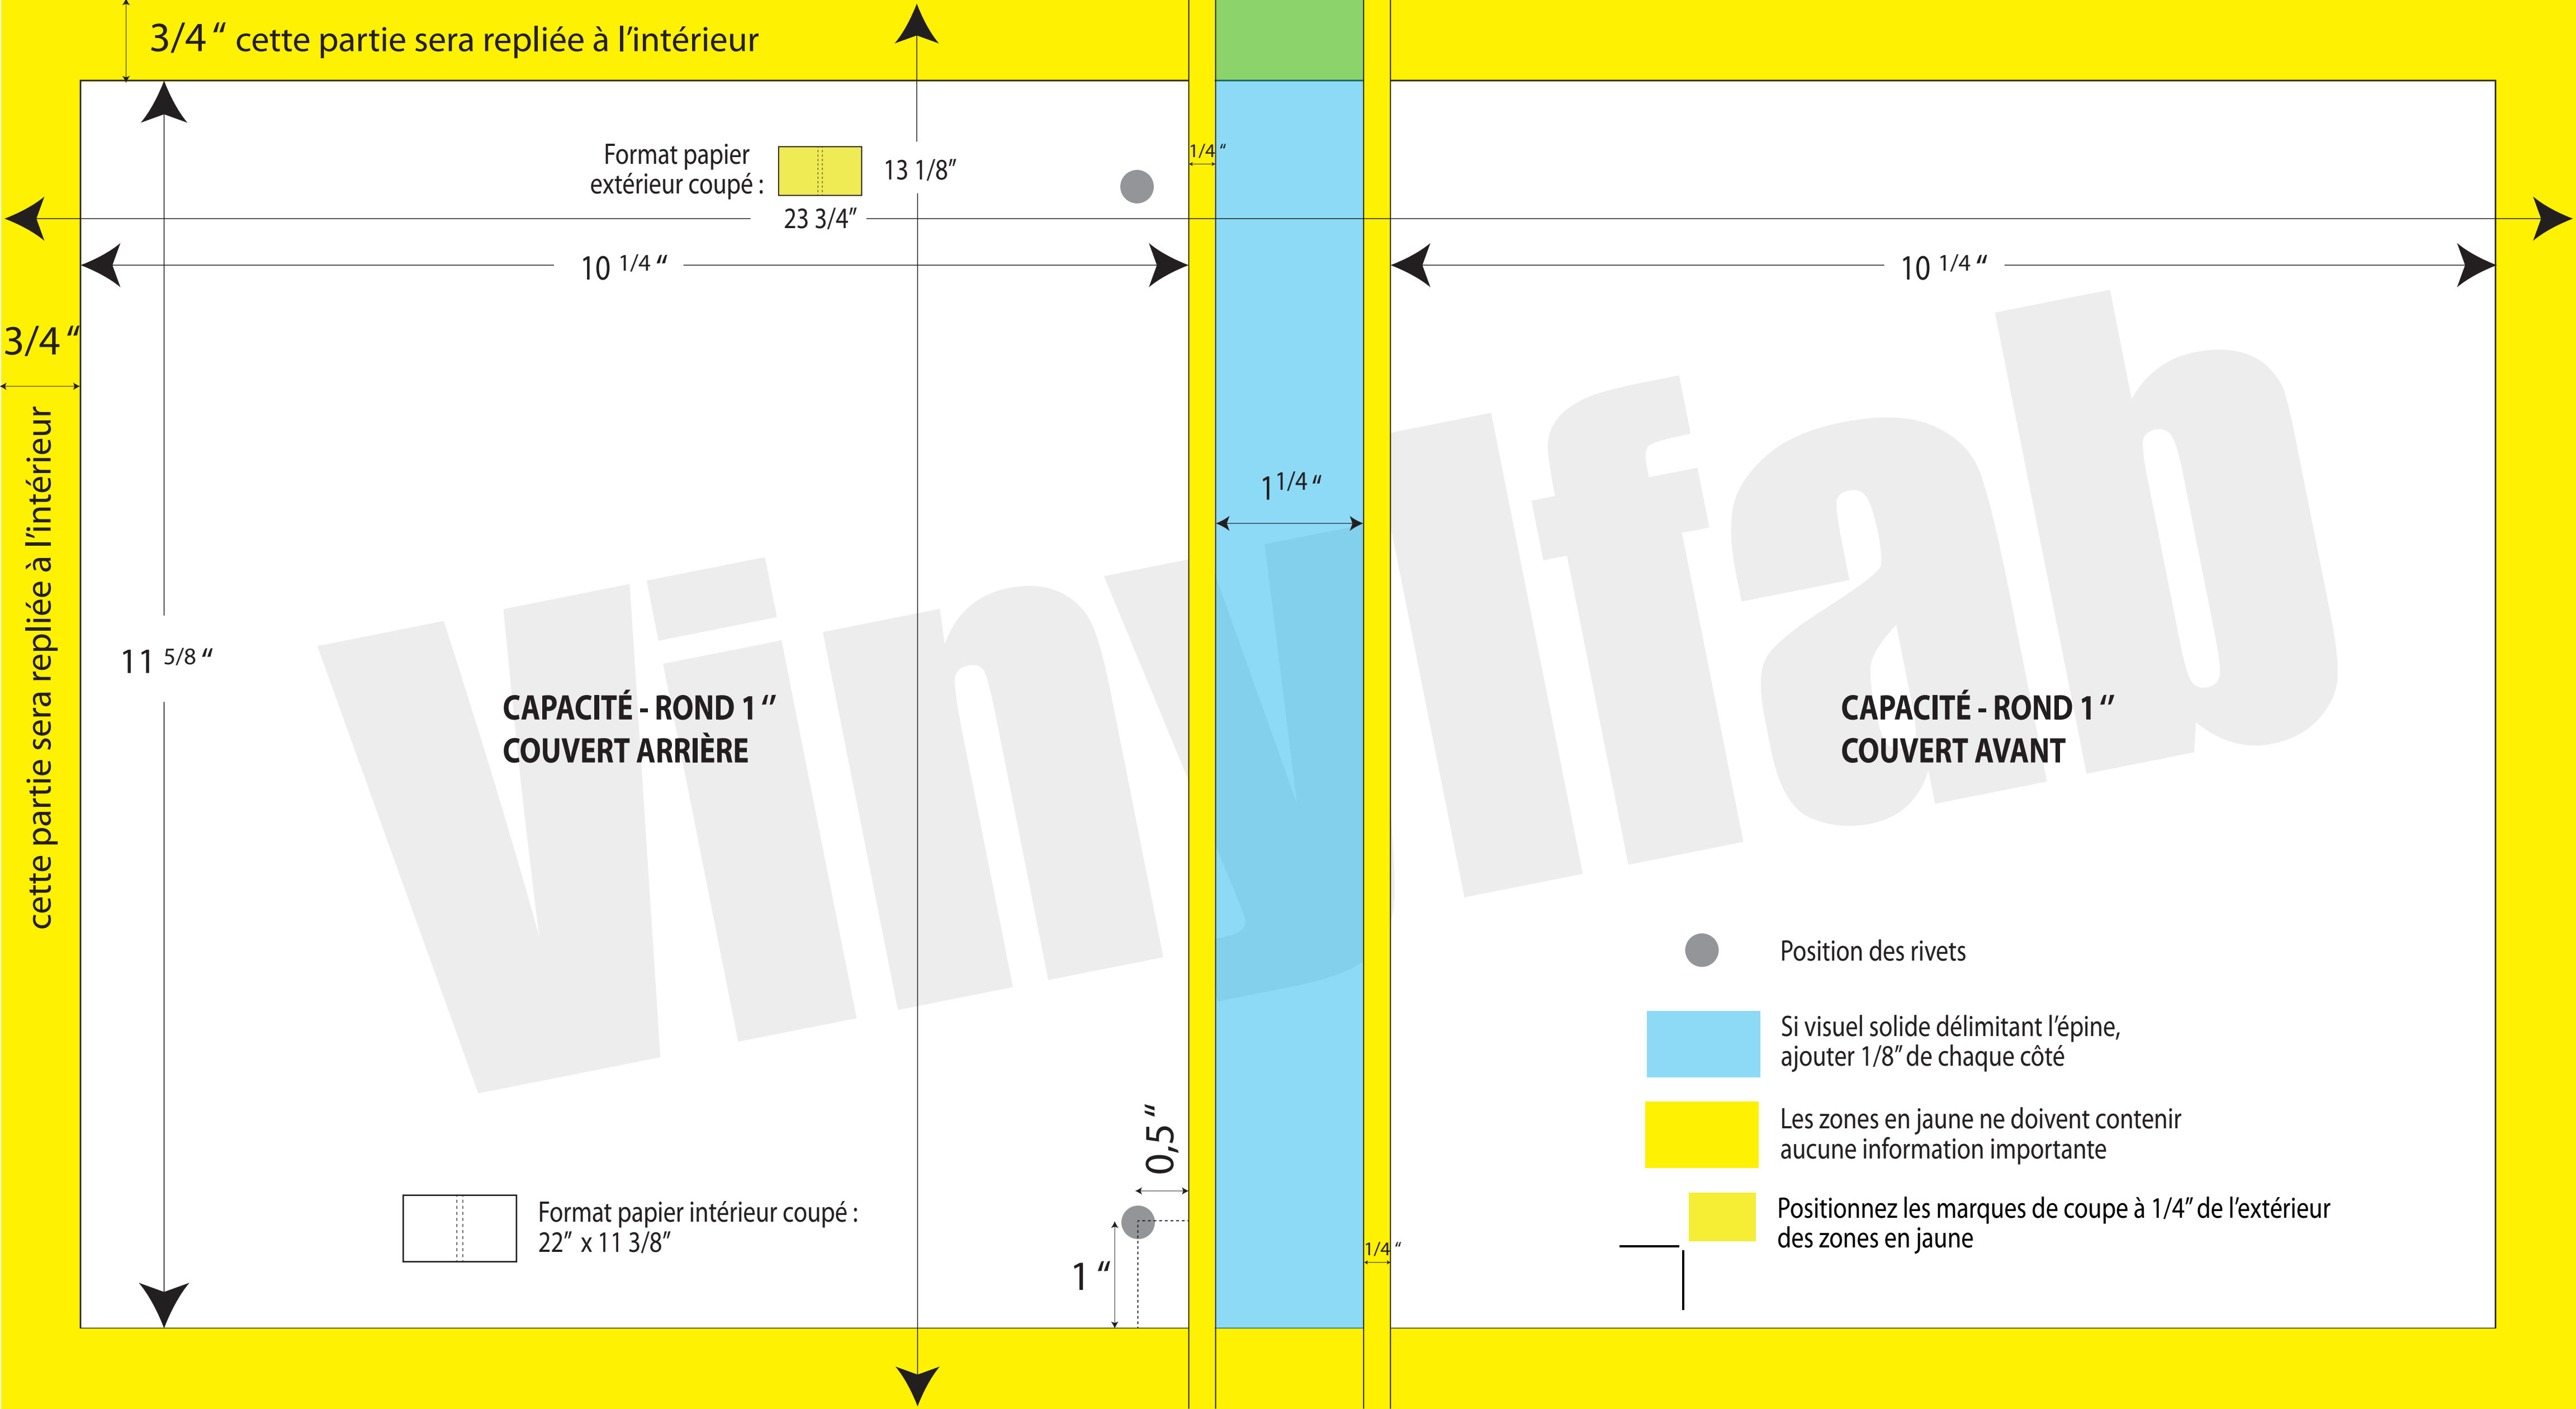 3/4 “ cette partie sera repliée à l’intérieur
Format papier
extérieur coupé :
13 1/8”
23 3/4”
1/4 “
10 1/4 “
10 1/4 “
3/4 “
cette partie sera repliée à l’intérieur
1 1/4 “
11 5/8 “
Vinylfab
CAPACITÉ - ROND 1 ‘’
COUVERT ARRIÈRE
CAPACITÉ - ROND 1 ‘’
COUVERT AVANT
Position des rivets
Si visuel solide délimitant l’épine,
ajouter 1/8” de chaque côté
Les zones en jaune ne doivent contenir
aucune information importante
Positionnez les marques de coupe à 1/4” de l’extérieur
des zones en jaune
0,5 “
1 “
1/4 “
Format papier intérieur coupé :
22” x 11 3/8”